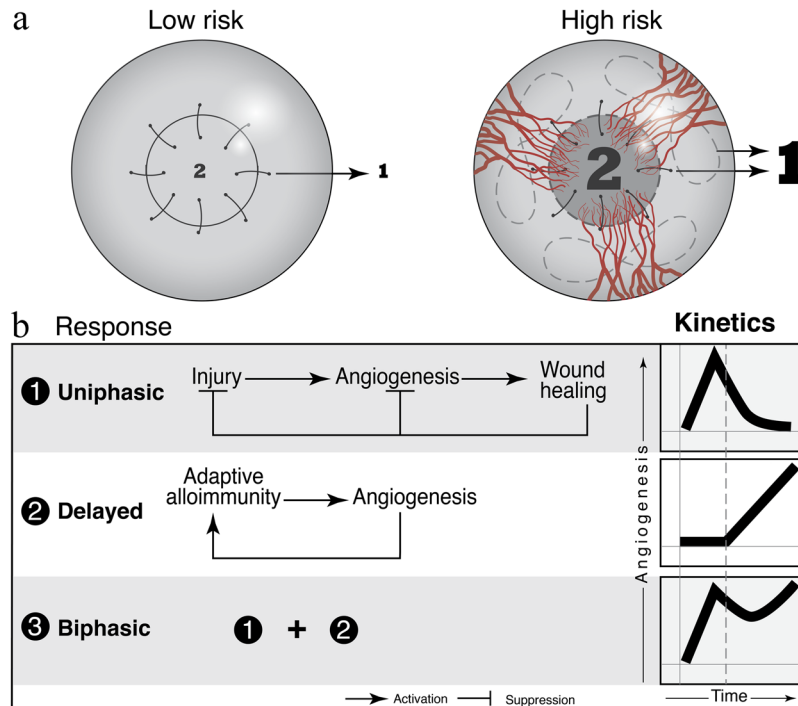 a
Low risk
High risk
2
1
2
1
b Response
Kinetics
1 Uniphasic
Injury
Angiogenesis
Wound
healing
2 Delayed
Adaptive
alloimmunity
Angiogenesis
3 Biphasic
1 + 2
Angiogenesis
Activation
Suppression
Time